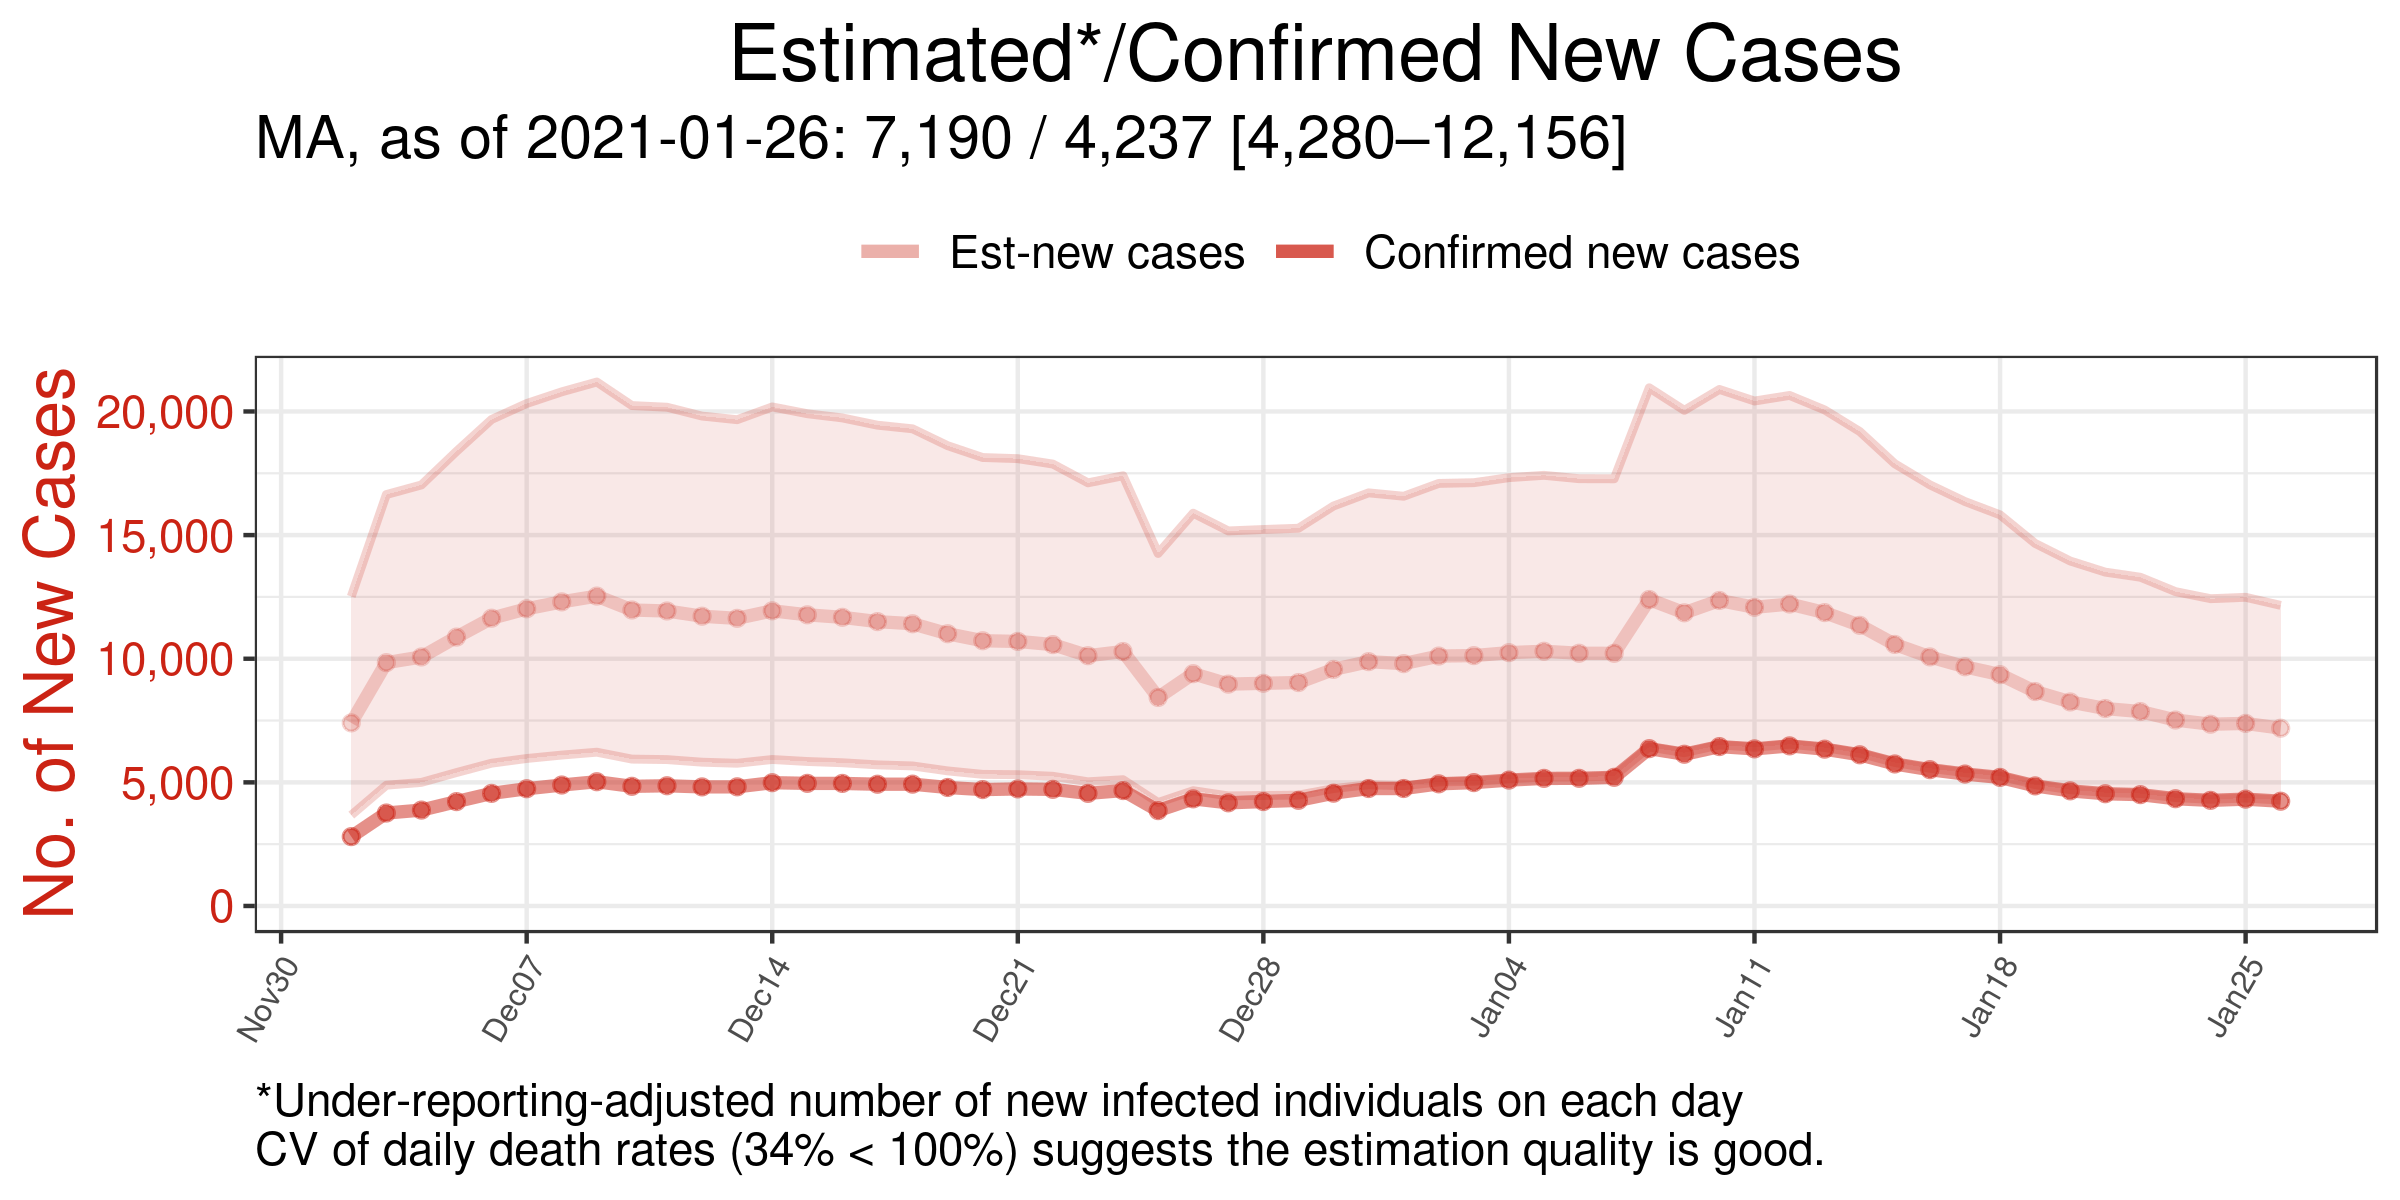 Estimated*/Confirmed New Cases
MA, as of 2021-01-26: 7,190 / 4,237 [4,280–12,156]
Est-new cases
Confirmed new cases
No. of New Cases
20,000
15,000
10,000
5,000
0
Nov30
Dec07
Dec14
Dec21
Dec28
Jan04
Jan11
Jan18
Jan25
*Under-reporting-adjusted number of new infected individuals on each day
CV of daily death rates (34% < 100%) suggests the estimation quality is good.